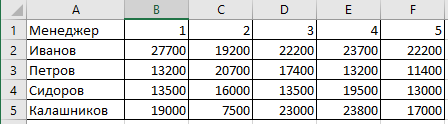 A B C D E F
1 Менеджер 1 2 3 4 5
2 Иванов 27700 19200 22200 23700 22200
3 Петров 13200 20700 17400 13200 11400
4 Сидоров 13500 16000 13500 19500 13000
5 Калашников 19000 7500 23000 23800 17000